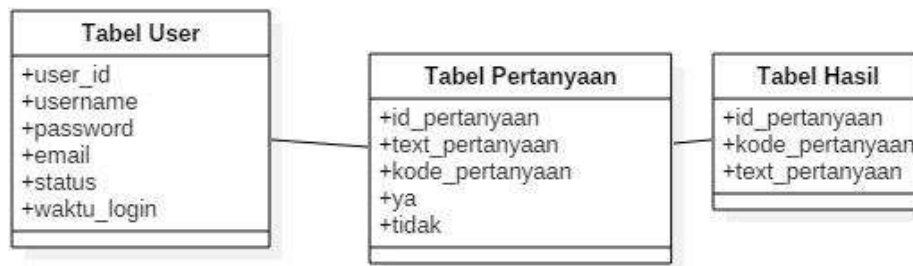 Tabel User
+user_id
+username
+password
+email
+status
+waktu_login
Tabel Pertanyaan
+id_pertanyaan
+text_pertanyaan
+kode_pertanyaan
+ya
+tidak
Tabel Hasil
+id_pertanyaan
+kode_pertanyaan
+text_pertanyaan